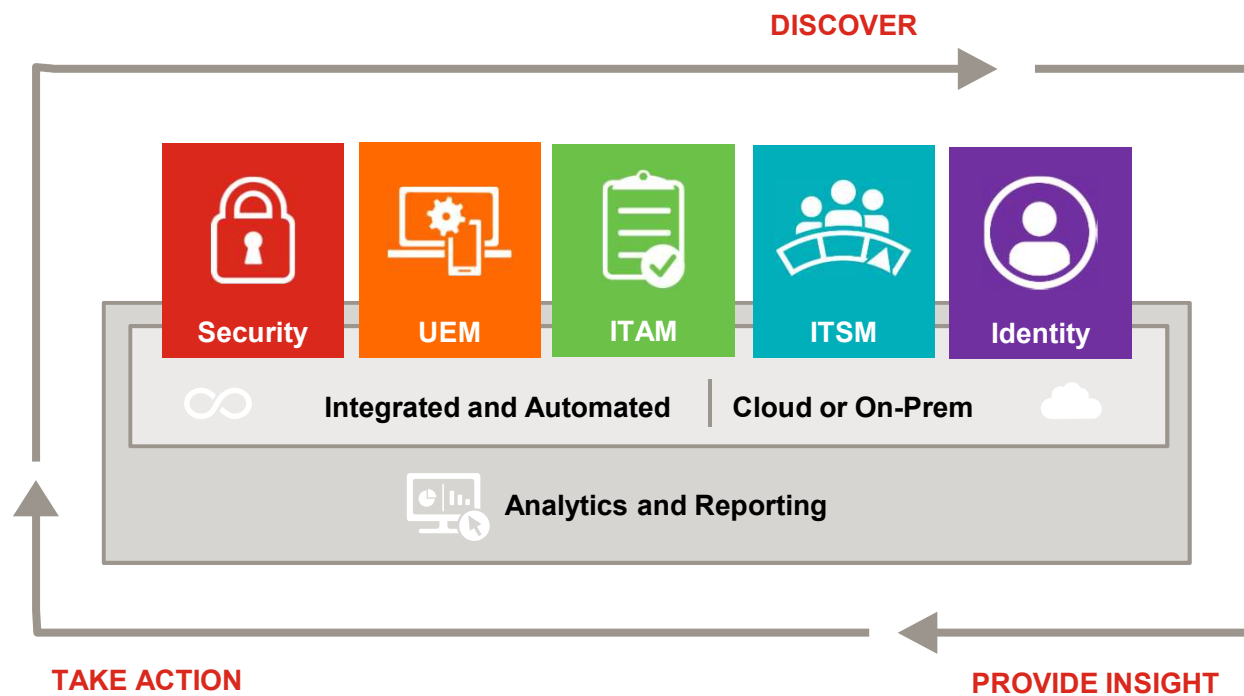 DISCOVER
Security
UEM
ITAM
ITSM
Identity
Integrated and Automated
Cloud or On-Prem
Analytics and Reporting
TAKE ACTION
PROVIDE INSIGHT